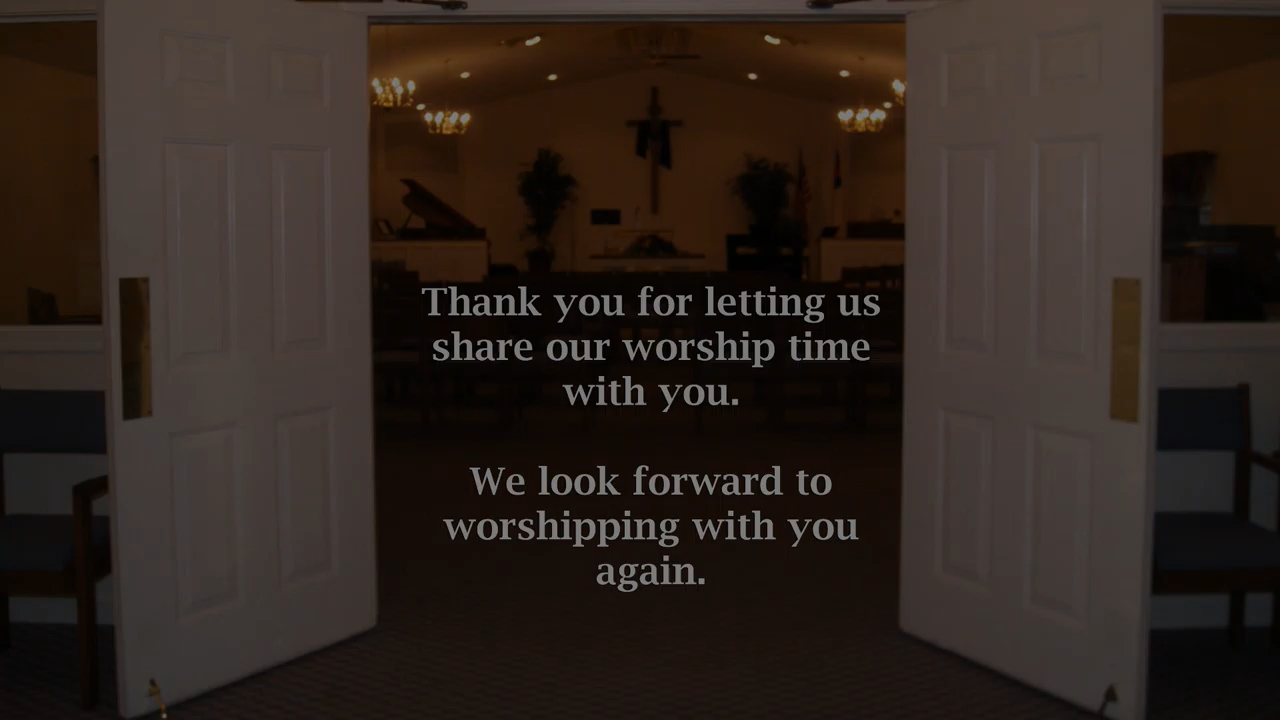 Thank you for letting us
share our worship time
with you.
We look forward to
worshipping with you
again.